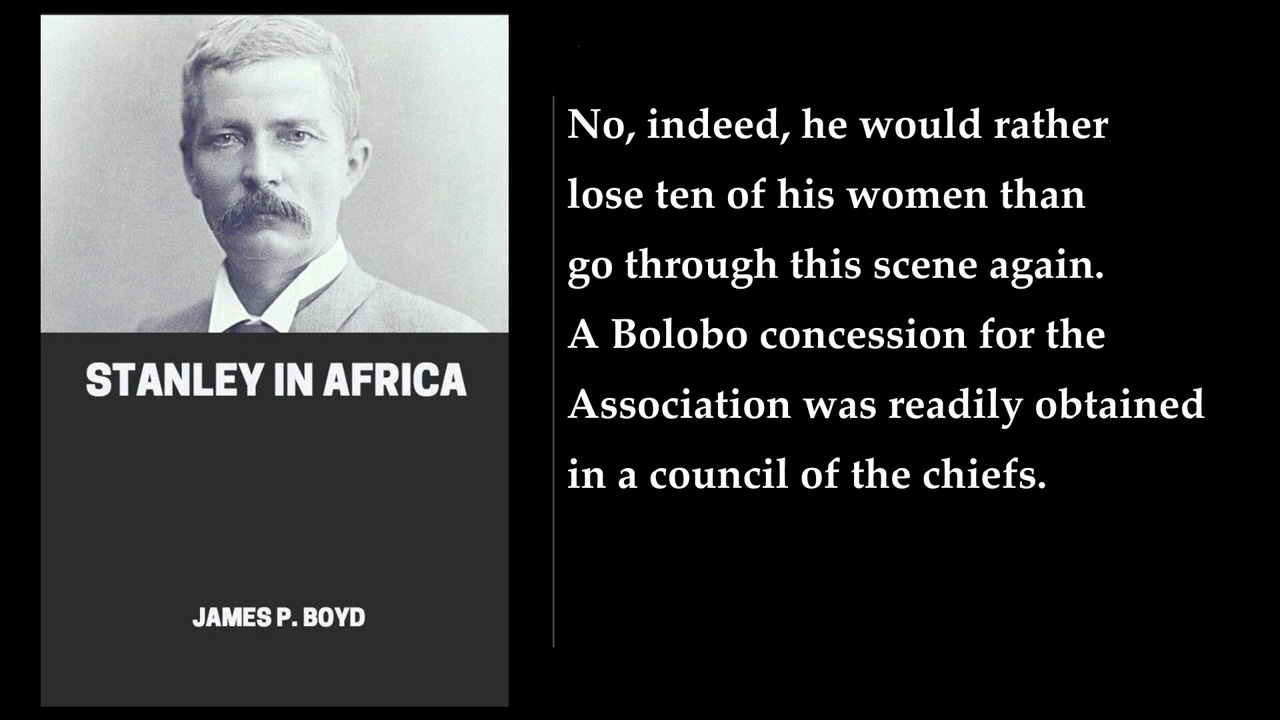 STANLEY IN AFRICA
JAMES P. BOYD
No, indeed, he would rather
lose ten of his women than
go through this scene again.
A Bolobo concession for the
Association was readily obtained
in a council of the chiefs.